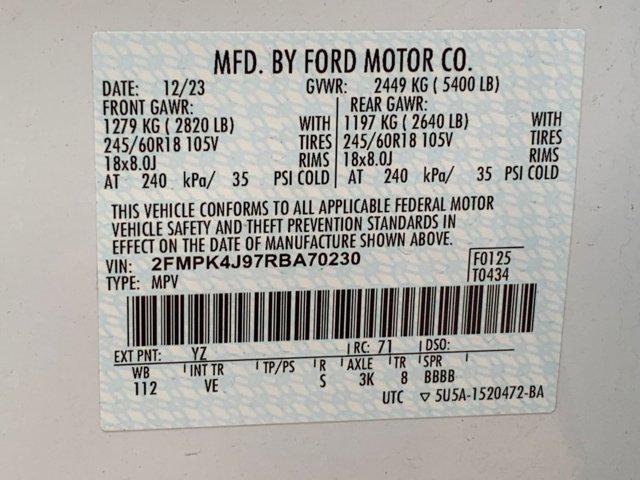 MFD. BY FORD MOTOR CO.
DATE: 12/23 GVWR: 2449 KG ( 5400 LB)
FRONT GAWR: REAR GAWR:
1279 KG ( 2820 LB) WITH 1197 KG ( 2640 LB) WITH
245/60R18 105V TIRES 245/60R18 105V TIRES
18x8.0J RIMS 18x8.0J RIMS
AT 240 kPa/ 35 PSI COLD AT 240 kPa/ 35 PSI COLD
THIS VEHICLE CONFORMS TO ALL APPLICABLE FEDERAL MOTOR
VEHICLE SAFETY AND THEFT PREVENTION STANDARDS IN
EFFECT ON THE DATE OF MANUFACTURE SHOWN ABOVE.
VIN: 2FMPK4J97RBA70230 F0125
TYPE: MPV T0434
EXT PNT: YZ RC: 71 DSO:
WB INT TR TP/PS R AXLE TR SPR
112 VE S 3K 8 BBBB
UTC ▽ 5U5A-1520472-BA